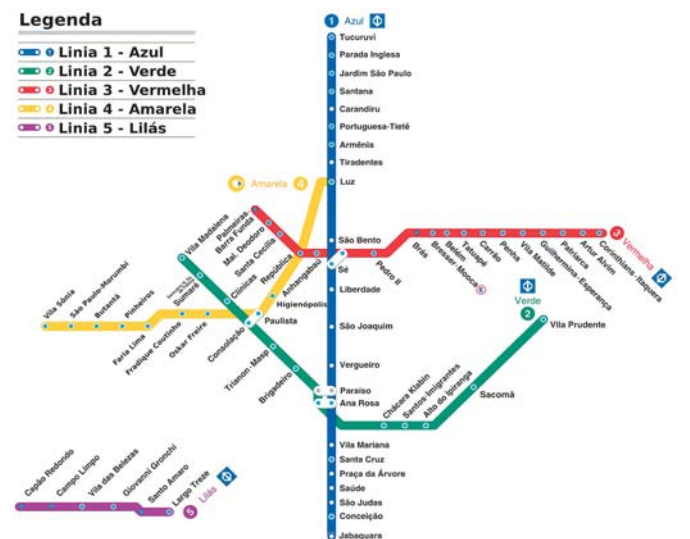 Legenda
1 Linia 1 - Azul
2 Linia 2 - Verde
3 Linia 3 - Vermelha
Linia 4 - Amarela
5 Linia 5 - Lilás
1 Azul
Tucuruvi
Parada Inglesa
Jardim São Paulo
Santana
Carandiru
Portuguesa-Tietê
Armênia
Tiradentes
Luz
Amarela 4
São Bento
Sé
Liberdade
São Joaquim
Vergueiro
Paraíso
Ana Rosa
Vila Mariana
Santa Cruz
Praça da Árvore
Saúde
São Judas
Conceição
Jabaquara
Vila Madalena
Sumaré
Clínicas
Consolação
Trianon-Masp
Brigadeiro
Chácara Klabin
Santos-Imigrantes
Alto do Ipiranga
Sacomã
Vila Prudente
Verde
2
Palmeiras
Barra Funda
Mal. Deodoro
Santa Cecília
República
Anhangabaú
Pedro II
Brás
Bresser-Mooca
Belém
Tatuapé
Carrão
Penha
Vila Matilde
Guilhermina-Esperança
Patriarca
Artur Alvim
Corinthians-Itaquera
3 Vermelha
Vila Sônia
São Paulo-Morumbi
Butantã
Pinheiros
Faria Lima
Fradique Coutinho
Oskar Freire
Paulista
Higienópolis
Capão Redondo
Campo Limpo
Vila das Belezas
Giovanni Gronchi
Santo Amaro
Largo Treze
5 Lilás